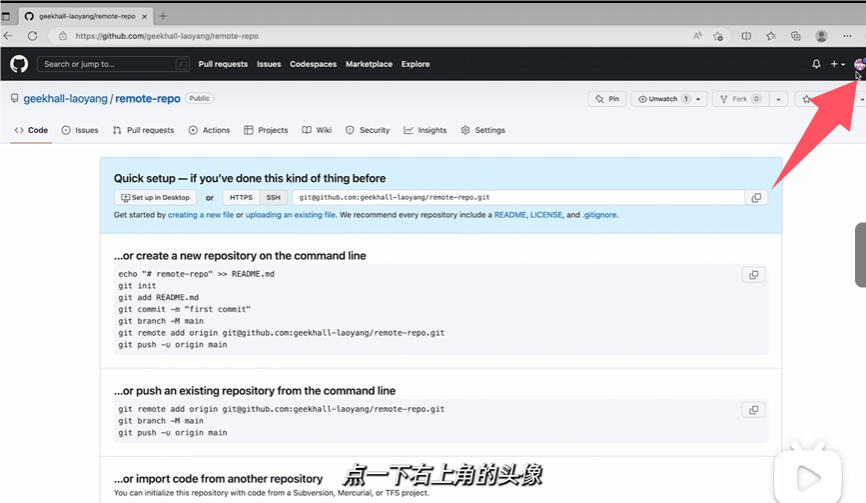 geekhall-laoyang/remote-repo
https://github.com/geekhall-laoyang/remote-repo
Search or jump to... / Pull requests Issues Codespaces Marketplace Explore
geekhall-laoyang / remote-repo Public Pin Unwatch 1 Fork 0
Code Issues Pull requests Actions Projects Wiki Security Insights Settings
Quick setup — if you've done this kind of thing before
Set up in Desktop or HTTPS SSH git@github.com:geekhall-laoyang/remote-repo.git
Get started by creating a new file or uploading an existing file. We recommend every repository include a README, LICENSE, and .gitignore.
...or create a new repository on the command line
echo "# remote-repo" >> README.md
git init
git add README.md
git commit -m "first commit"
git branch -M main
git remote add origin git@github.com:geekhall-laoyang/remote-repo.git
git push -u origin main
...or push an existing repository from the command line
git remote add origin git@github.com:geekhall-laoyang/remote-repo.git
git branch -M main
git push -u origin main
...or import code from another repository
You can initialize this repository with code from a Subversion, Mercurial, or TFS project.
点一下右上角的头像